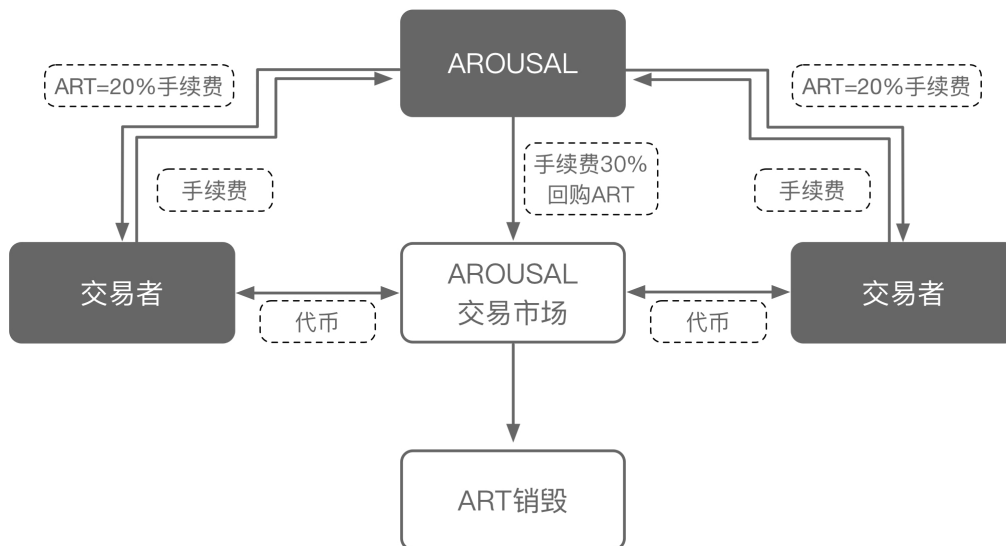 AROUSAL
ART=20%手续费
ART=20%手续费
手续费
手续费30%
回购ART
手续费
交易者
AROUSAL
交易市场
交易者
代币
代币
ART销毁